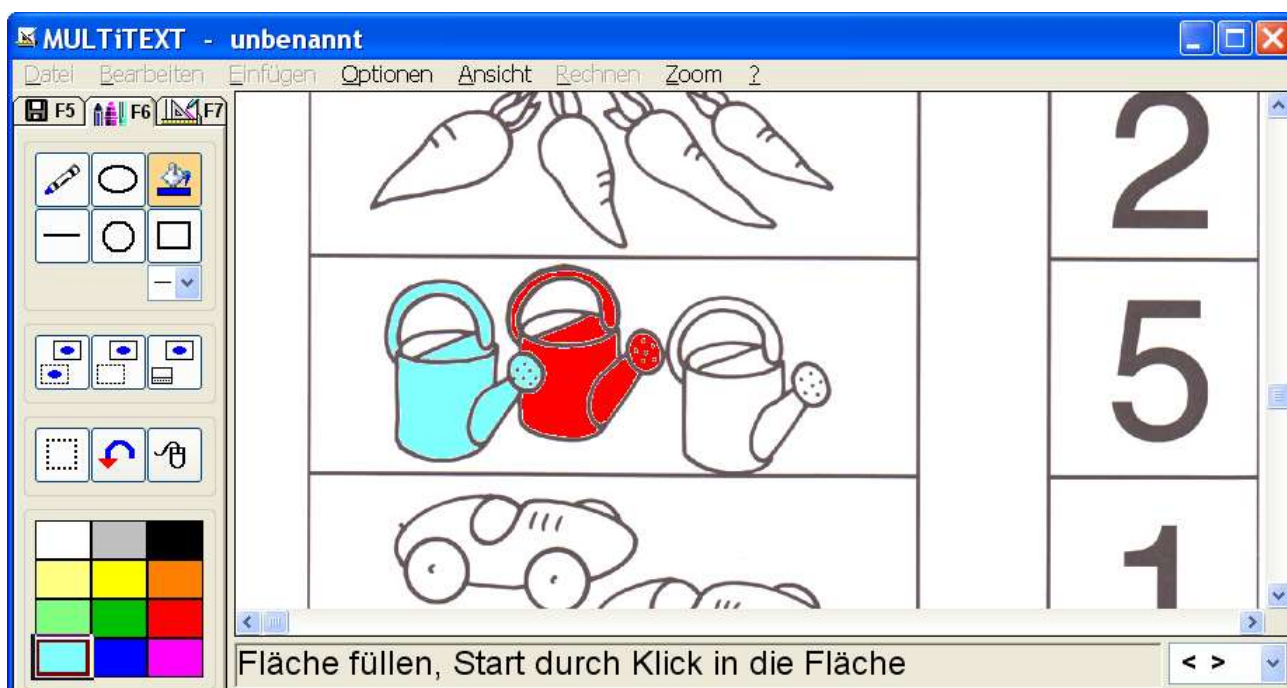 MULTiTEXT - unbenannt
Datei Bearbeiten Einfügen Optionen Ansicht Rechnen Zoom ?
F5 F6 F7
2
5
1
Fläche füllen, Start durch Klick in die Fläche
< >